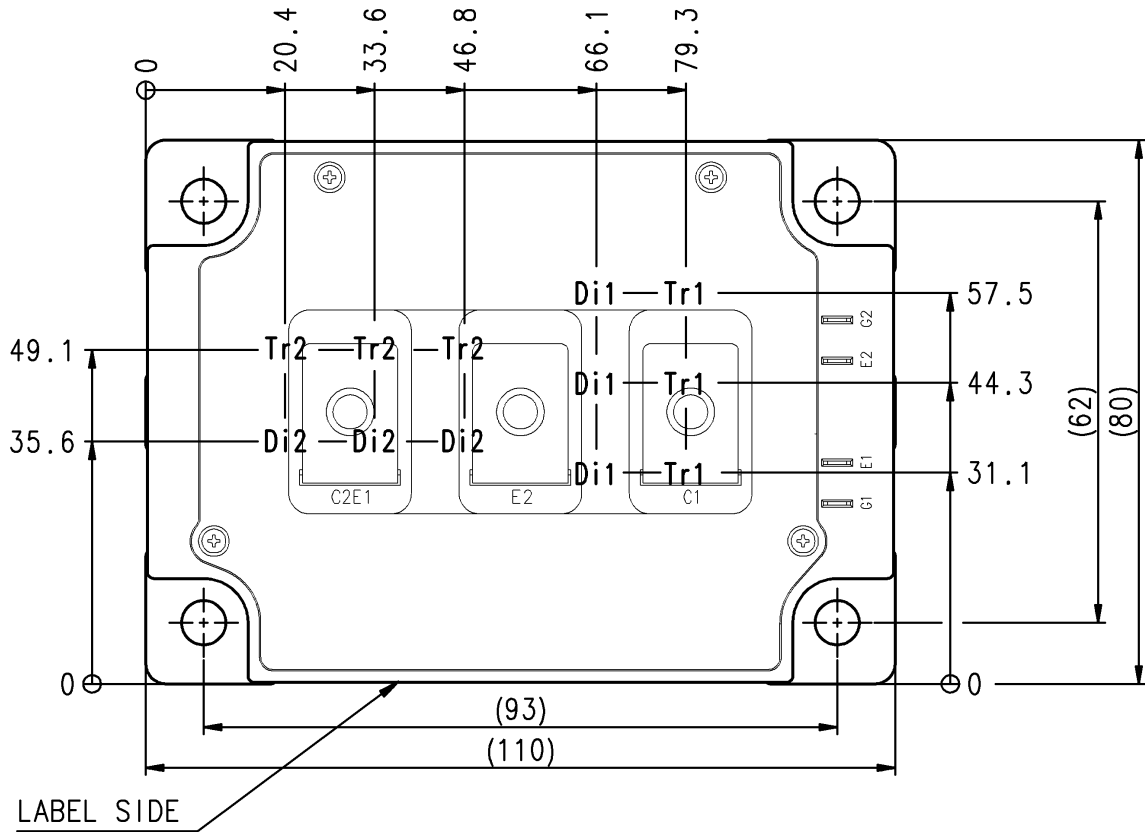 0
20.4
33.6
46.8
66.1
79.3
Di1 Tr1 57.5
G2
49.1 Tr2 Tr2 Tr2
E2
Di1 Tr1 44.3
(62)
(80)
35.6 Di2 Di2 Di2
E1
Di1 Tr1 31.1
C2E1 E2 C1
G1
0 0
(93)
(110)
LABEL SIDE